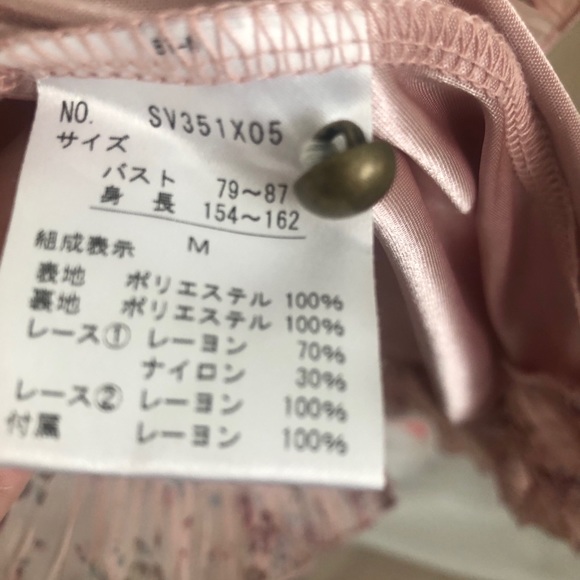 NO. SV351X05
サイズ
バスト 79～87
身長 154～162
M
組成表示
表地 ポリエステル 100%
裏地 ポリエステル 100%
レース① レーヨン 70%
ナイロン 30%
レース② レーヨン 100%
付属 レーヨン 100%